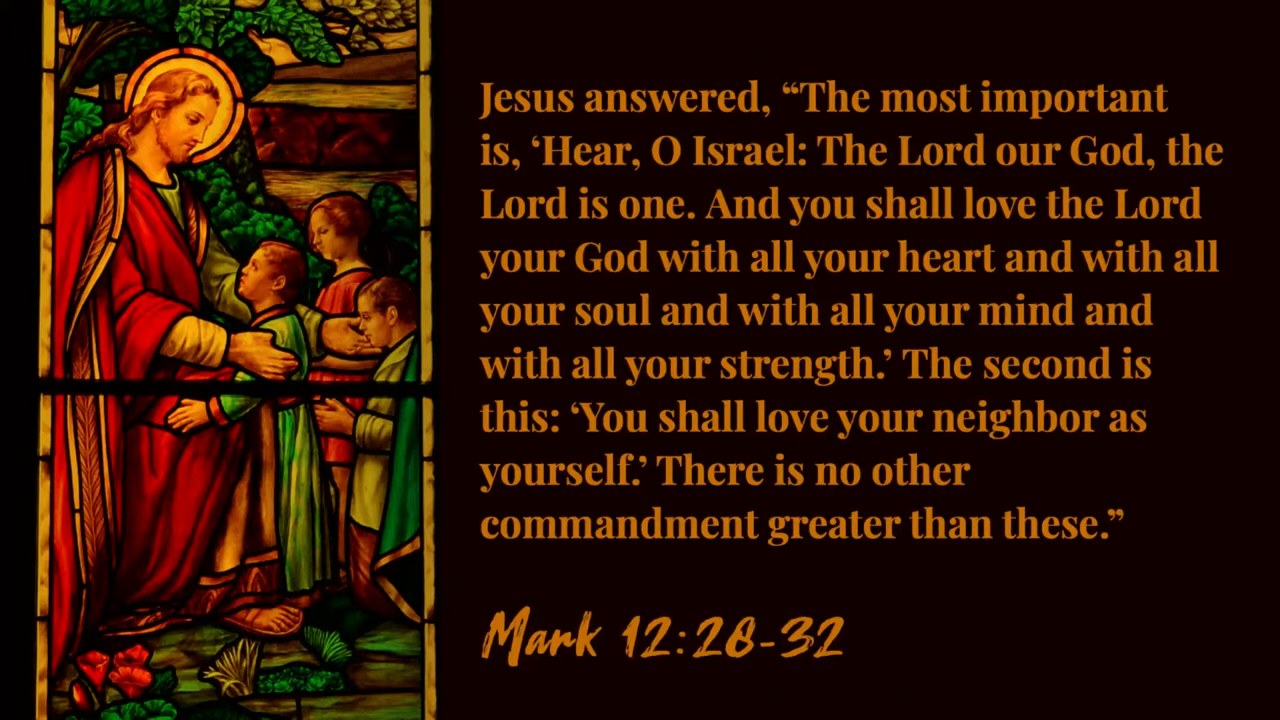 Jesus answered, “The most important
is, ‘Hear, O Israel: The Lord our God, the
Lord is one. And you shall love the Lord
your God with all your heart and with all
your soul and with all your mind and
with all your strength.’ The second is
this: ‘You shall love your neighbor as
yourself.’ There is no other
commandment greater than these.”
Mark 12:28-32